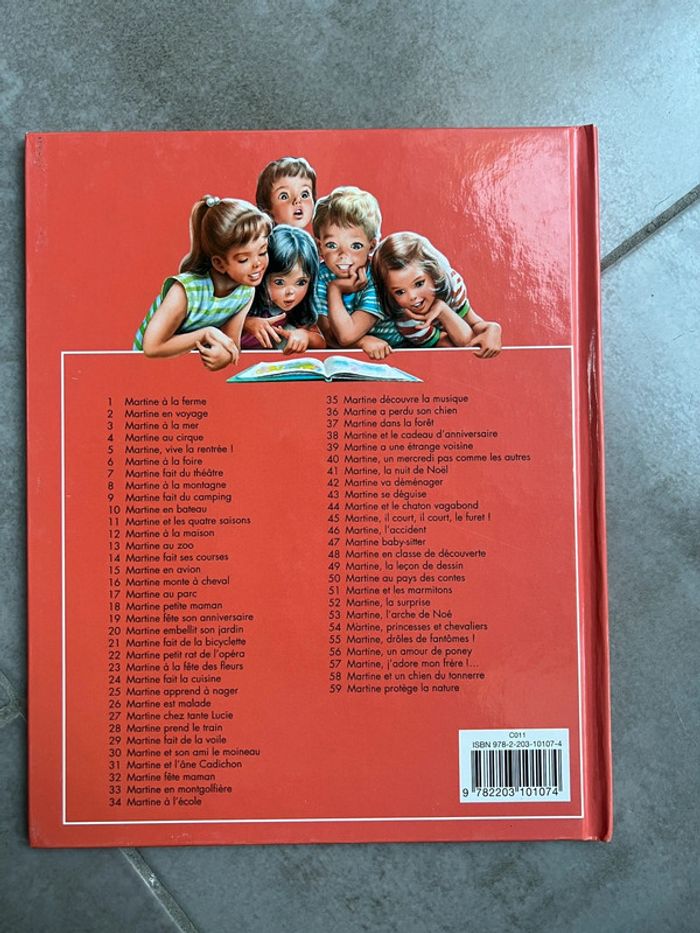 1 Martine à la ferme
2 Martine en voyage
3 Martine à la mer
4 Martine au cirque
5 Martine, vive la rentrée !
6 Martine à la foire
7 Martine fait du théâtre
8 Martine à la montagne
9 Martine fait du camping
10 Martine en bateau
11 Martine et les quatre saisons
12 Martine à la maison
13 Martine au zoo
14 Martine fait ses courses
15 Martine en avion
16 Martine monte à cheval
17 Martine au parc
18 Martine petite maman
19 Martine fête son anniversaire
20 Martine embellit son jardin
21 Martine fait de la bicyclette
22 Martine petit rat de l'opéra
23 Martine à la fête des fleurs
24 Martine fait la cuisine
25 Martine apprend à nager
26 Martine est malade
27 Martine chez tante Lucie
28 Martine prend le train
29 Martine fait de la voile
30 Martine et son ami le moineau
31 Martine et l'âne Cadichon
32 Martine fête maman
33 Martine en montgolfière
34 Martine à l'école
35 Martine découvre la musique
36 Martine a perdu son chien
37 Martine dans la forêt
38 Martine et le cadeau d'anniversaire
39 Martine a une étrange voisine
40 Martine, un mercredi pas comme les autres
41 Martine, la nuit de Noël
42 Martine va déménager
43 Martine se déguise
44 Martine et le chaton vagabond
45 Martine, il court, il court, le furet !
46 Martine, l'accident
47 Martine baby-sitter
48 Martine en classe de découverte
49 Martine, la leçon de dessin
50 Martine au pays des contes
51 Martine et les marmitons
52 Martine, la surprise
53 Martine, l'arche de Noé
54 Martine, princesses et chevaliers
55 Martine, drôles de fantômes !
56 Martine, un amour de poney
57 Martine, j'adore mon frère !...
58 Martine et un chien du tonnerre
59 Martine protège la nature
C011
ISBN 978-2-203-10107-4
9 782203 101074